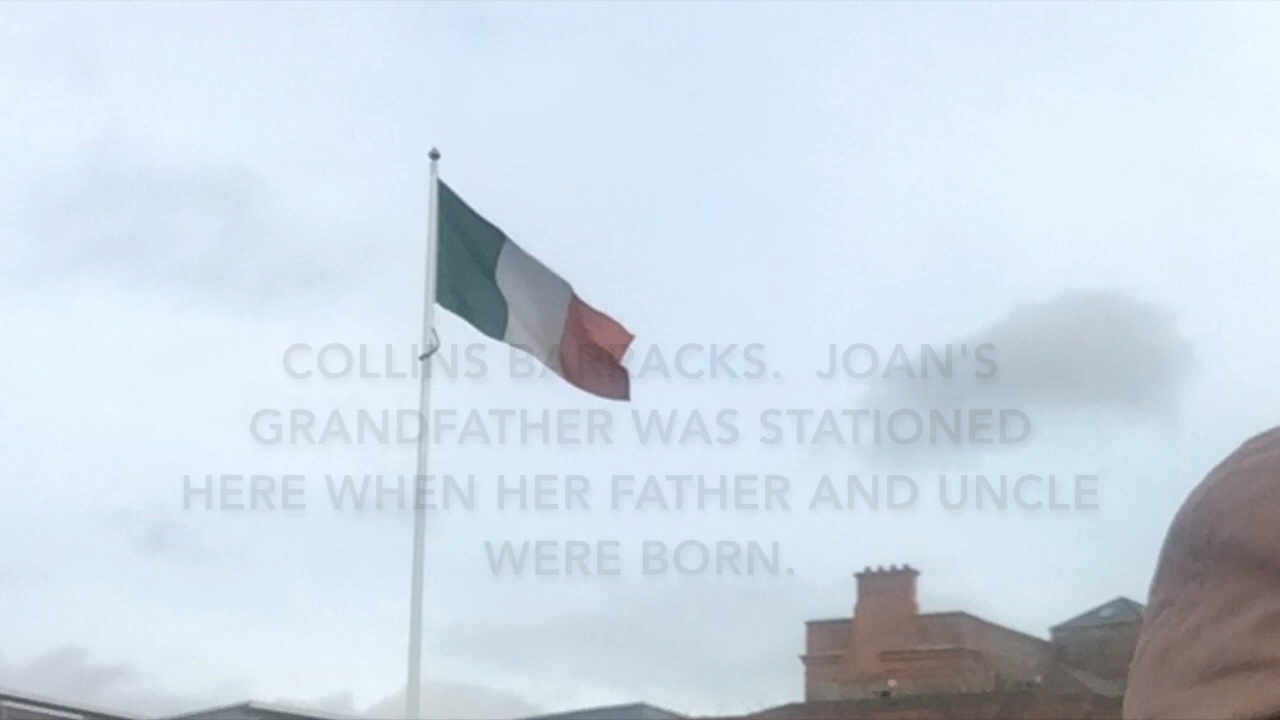 COLLINS BARRACKS.  JOAN'S
GRANDFATHER WAS STATIONED
HERE WHEN HER FATHER AND UNCLE
WERE BORN.